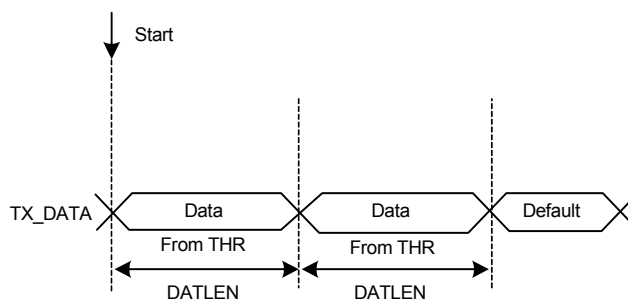 Start
TX_DATA
Data
Data
Default
From THR
From THR
DATLEN
DATLEN